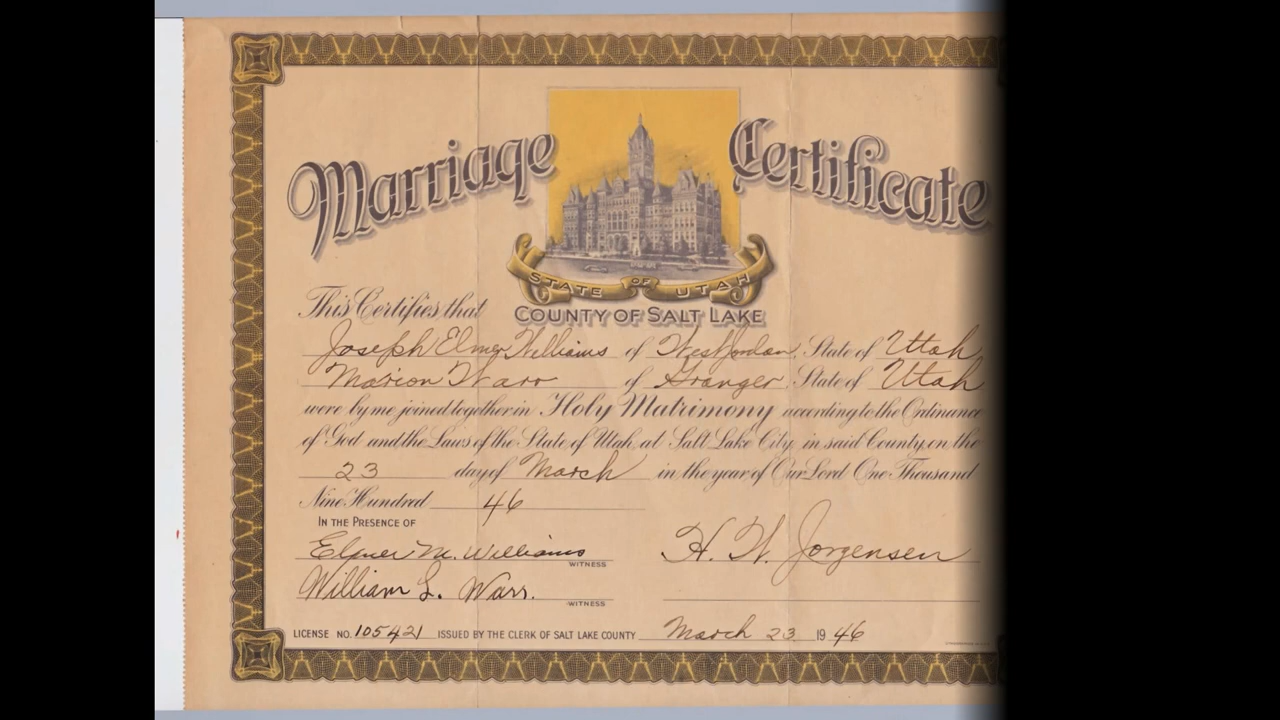 Marriage Certificate
STATE OF UTAH
COUNTY OF SALT LAKE
This Certifies that
Joseph Elmer Williams of West Jordan, State of Utah
Marion Warr of Granger, State of Utah
were by me joined together in Holy Matrimony according to the Ordinance
of God and the Laws of the State of Utah at Salt Lake City, in said County, on the
23 day of March in the year of Our Lord One Thousand
Nine Hundred 46
IN THE PRESENCE OF
Elmer M. Williams
WITNESS
H. W. Jorgensen
William L. Warr.
WITNESS
LICENSE NO. 105421 ISSUED BY THE CLERK OF SALT LAKE COUNTY March 23 1946